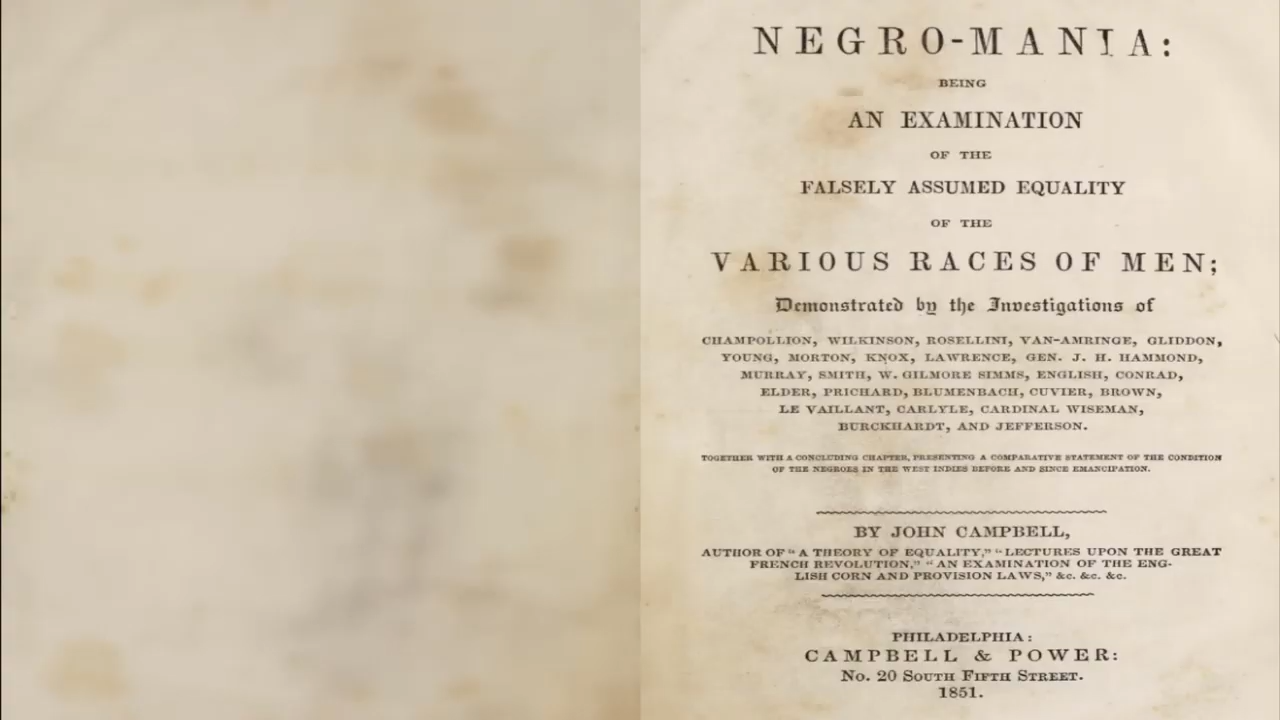 NEGRO-MANIA:
BEING
AN EXAMINATION
OF THE
FALSELY ASSUMED EQUALITY
OF THE
VARIOUS RACES OF MEN;
Demonstrated by the Investigations of
CHAMPOLLION, WILKINSON, ROSELLINI, VAN-AMRINGE, GLIDDON,
YOUNG, MORTON, KNOX, LAWRENCE, GEN. J. H. HAMMOND,
MURRAY, SMITH, W. GILMORE SIMMS, ENGLISH, CONRAD,
ELDER, PRICHARD, BLUMENBACH, CUVIER, BROWN,
LE VAILLANT, CARLYLE, CARDINAL WISEMAN,
BURCKHARDT, AND JEFFERSON.
TOGETHER WITH A CONCLUDING CHAPTER, PRESENTING A COMPARATIVE STATEMENT OF THE CONDITION
OF THE NEGROES IN THE WEST INDIES BEFORE AND SINCE EMANCIPATION.
BY JOHN CAMPBELL,
AUTHOR OF "A THEORY OF EQUALITY," "LECTURES UPON THE GREAT
FRENCH REVOLUTION," "AN EXAMINATION OF THE ENG-
LISH CORN AND PROVISION LAWS," &c. &c. &c.
PHILADELPHIA:
CAMPBELL & POWER:
No. 20 SOUTH FIFTH STREET.
1851.